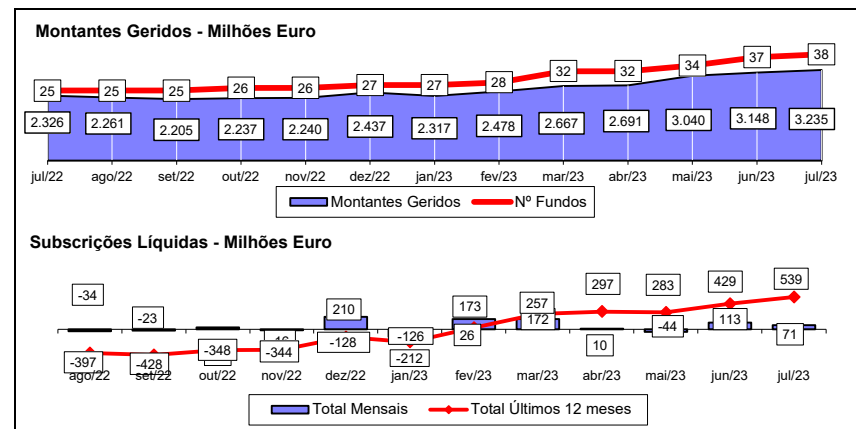 Montantes Geridos - Milhões Euro
25 25 25 26 26 27 27 28 32 32 34 37 38
2.326 2.261 2.205 2.237 2.240 2.437 2.317 2.478 2.667 2.691 3.040 3.148 3.235
jul/22 ago/22 set/22 out/22 nov/22 dez/22 jan/23 fev/23 mar/23 abr/23 mai/23 jun/23 jul/23
Montantes Geridos Nº Fundos
Subscrições Líquidas - Milhões Euro
-34 -23 210 -126 173 172 10 -44 113 71
-397 -428 -348 -344 -128 -212 26 257 297 283 429 539
ago/22 set/22 out/22 nov/22 dez/22 jan/23 fev/23 mar/23 abr/23 mai/23 jun/23 jul/23
Total Mensais Total Últimos 12 meses